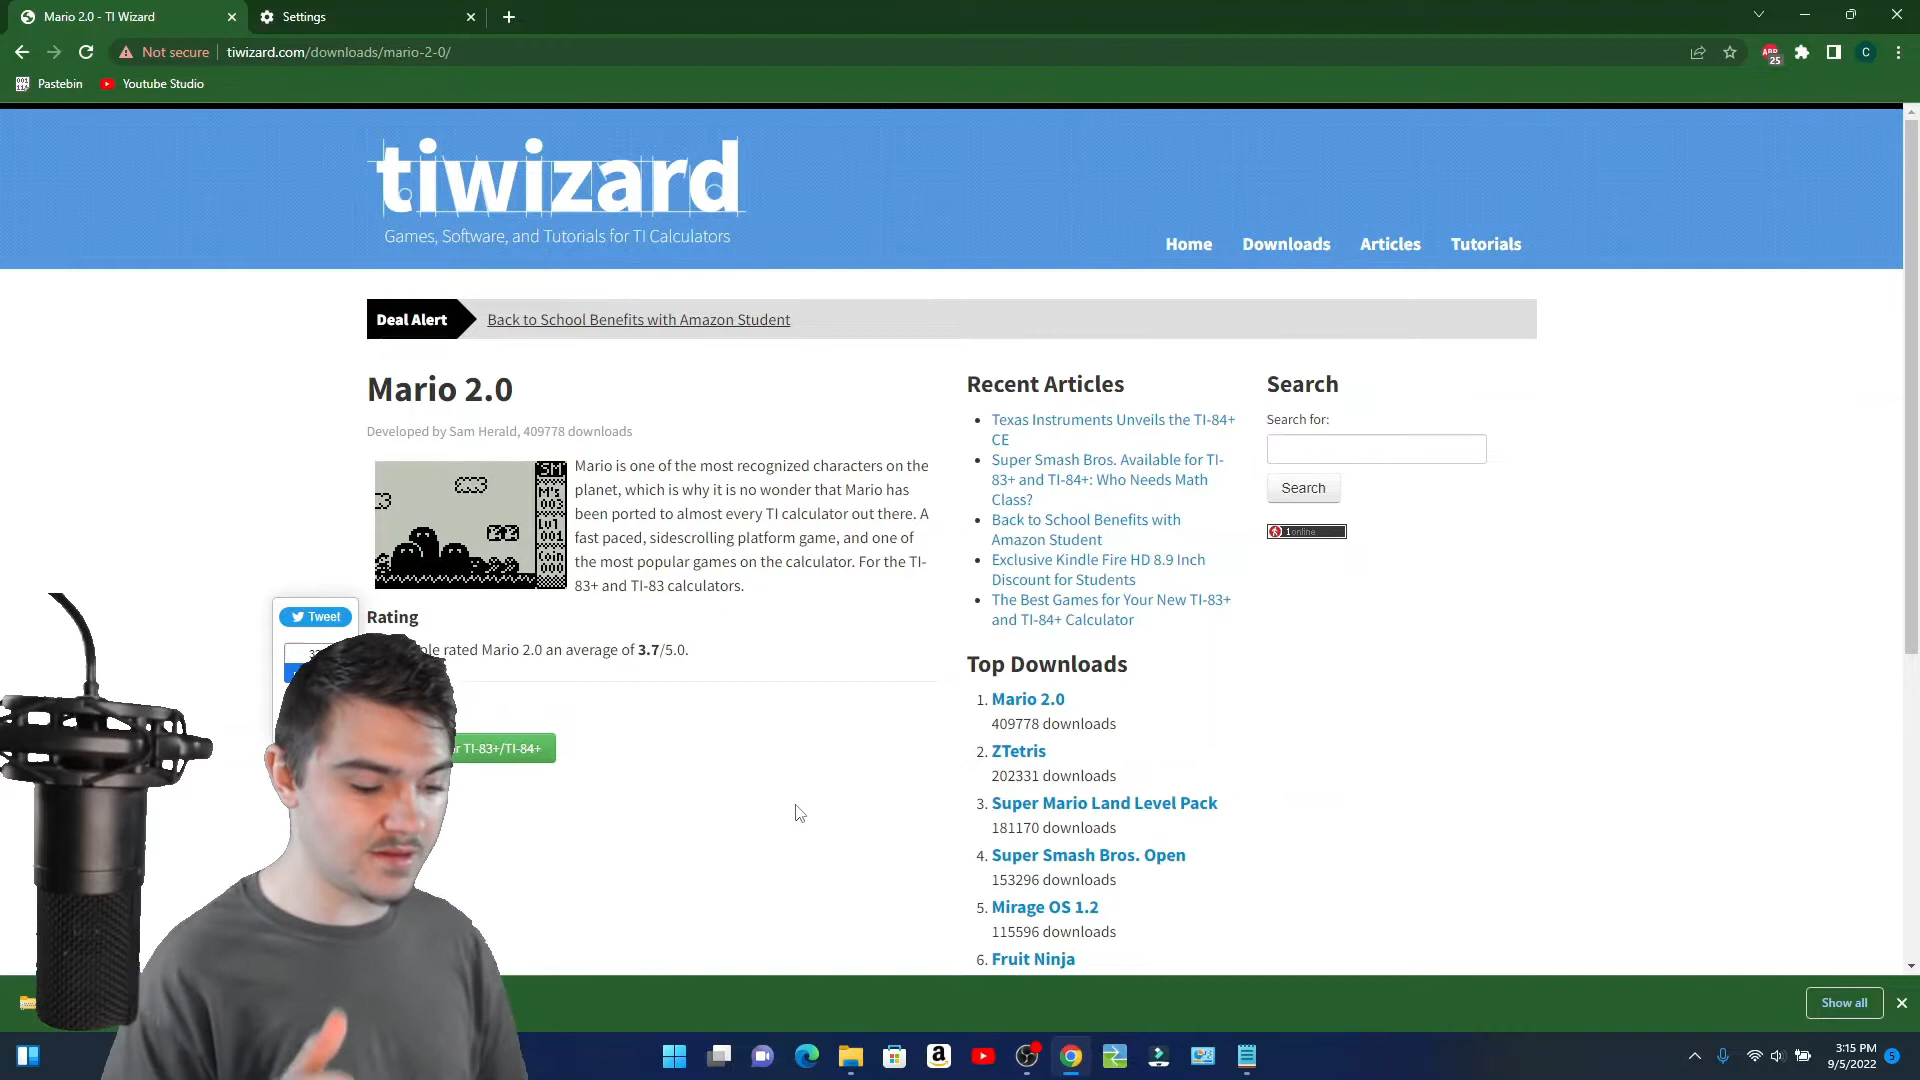 Mario 2.0 - TI Wizard
Settings
Not secure
tiwizard.com/downloads/mario-2-0/
ABP
25
C
Pastebin
Youtube Studio
tiwizard
Games, Software, and Tutorials for TI Calculators
Home
Downloads
Articles
Tutorials
Deal Alert
Back to School Benefits with Amazon Student
Mario 2.0
Developed by Sam Herald, 409778 downloads
SM
M's
003
Lvl
001
Coin
000
Mario is one of the most recognized characters on the
planet, which is why it is no wonder that Mario has
been ported to almost every TI calculator out there. A
fast paced, sidescrolling platform game, and one of
the most popular games on the calculator. For the TI-
83+ and TI-83 calculators.
Tweet
Rating
rated Mario 2.0 an average of 3.7/5.0.
TI-83+/TI-84+
Recent Articles
Texas Instruments Unveils the TI-84+
CE
Super Smash Bros. Available for TI-
83+ and TI-84+: Who Needs Math
Class?
Back to School Benefits with
Amazon Student
Exclusive Kindle Fire HD 8.9 Inch
Discount for Students
The Best Games for Your New TI-83+
and TI-84+ Calculator
Top Downloads
1. Mario 2.0
409778 downloads
2. ZTetris
202331 downloads
3. Super Mario Land Level Pack
181170 downloads
4. Super Smash Bros. Open
153296 downloads
5. Mirage OS 1.2
115596 downloads
6. Fruit Ninja
Search
Search for:
Search
1 online
Show all
3:15 PM
9/5/2022
5